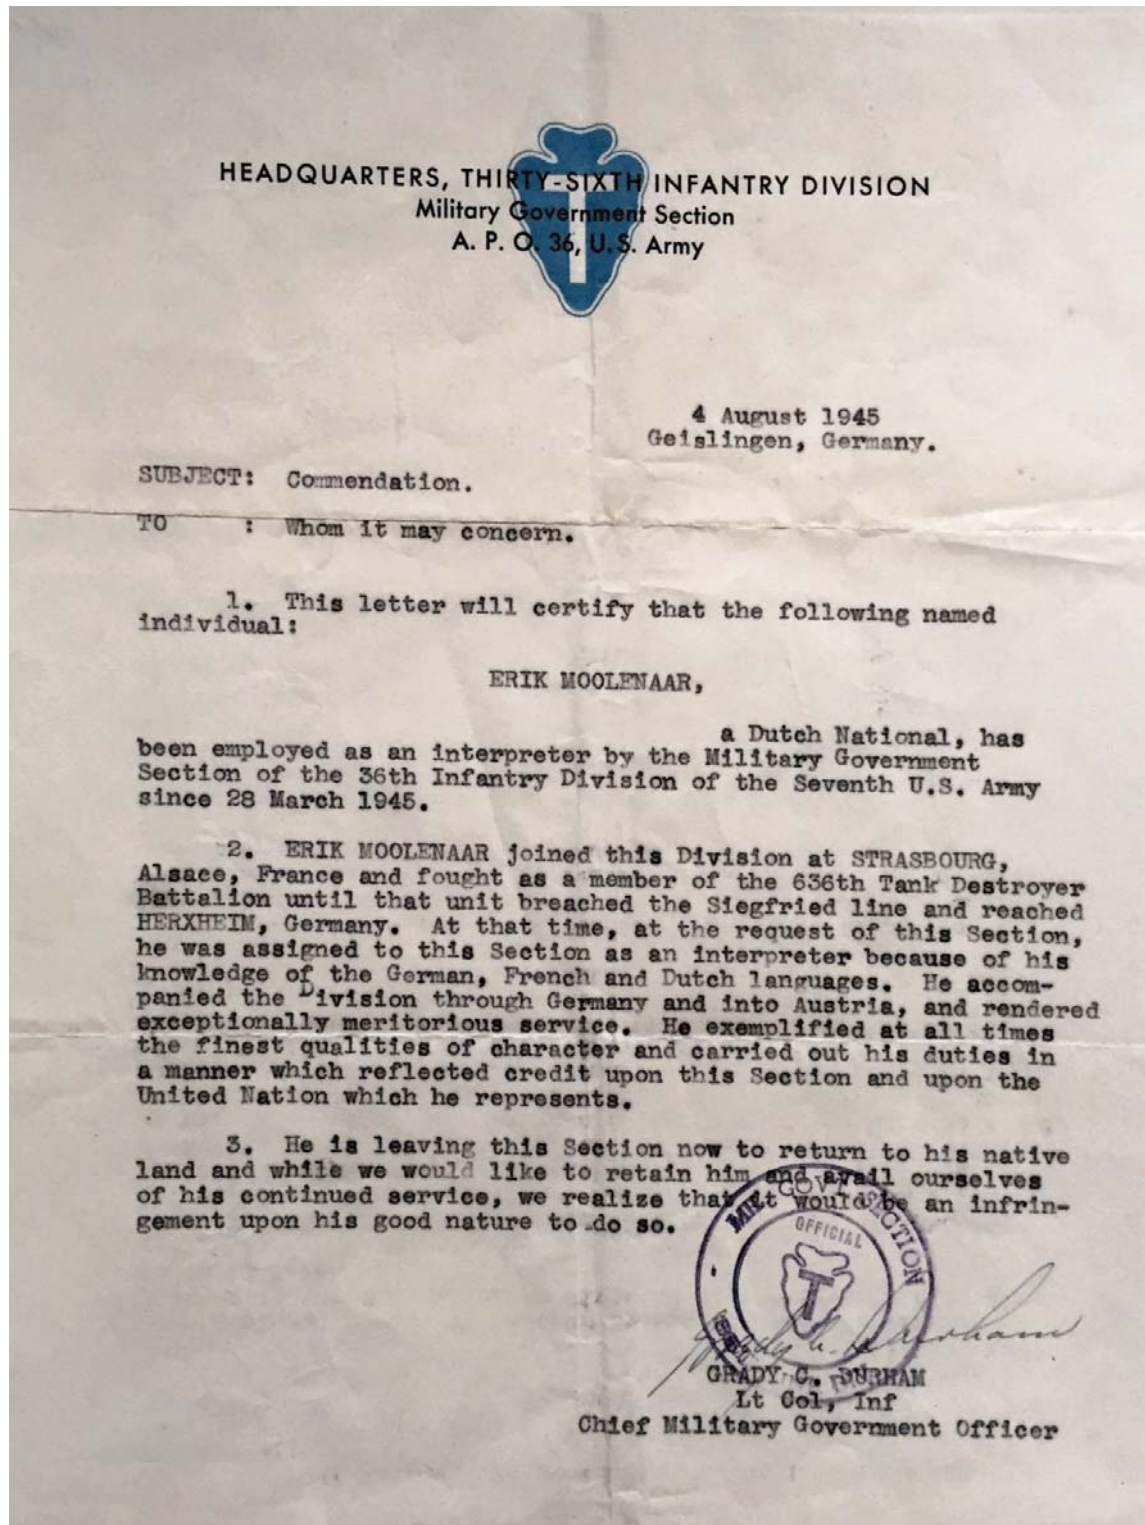 HEADQUARTERS, THIRTY-SIXTH INFANTRY DIVISION
Military Government Section
A. P. O. 36, U.S. Army
4 August 1945
Geislingen, Germany.
SUBJECT: Commendation.
TO : Whom it may concern.
1. This letter will certify that the following named
individual:
ERIK MOOLENAAR,
a Dutch National, has
been employed as an interpreter by the Military Government
Section of the 36th Infantry Division of the Seventh U.S. Army
since 28 March 1945.
2. ERIK MOOLENAAR joined this Division at STRASBOURG,
Alsace, France and fought as a member of the 636th Tank Destroyer
Battalion until that unit breached the Siegfried line and reached
HERXHEIM, Germany. At that time, at the request of this Section,
he was assigned to this Section as an interpreter because of his
knowledge of the German, French and Dutch languages. He accom-
panied the Division through Germany and into Austria, and rendered
exceptionally meritorious service. He exemplified at all times
the finest qualities of character and carried out his duties in
a manner which reflected credit upon this Section and upon the
United Nation which he represents.
3. He is leaving this Section now to return to his native
land and while we would like to retain him and avail ourselves
of his continued service, we realize that it would be an infrin-
gement upon his good nature to do so.
MIL GOVT SECTION
OFFICIAL
T
Grady C. Durham
GRADY C. DURHAM
Lt Col, Inf
Chief Military Government Officer